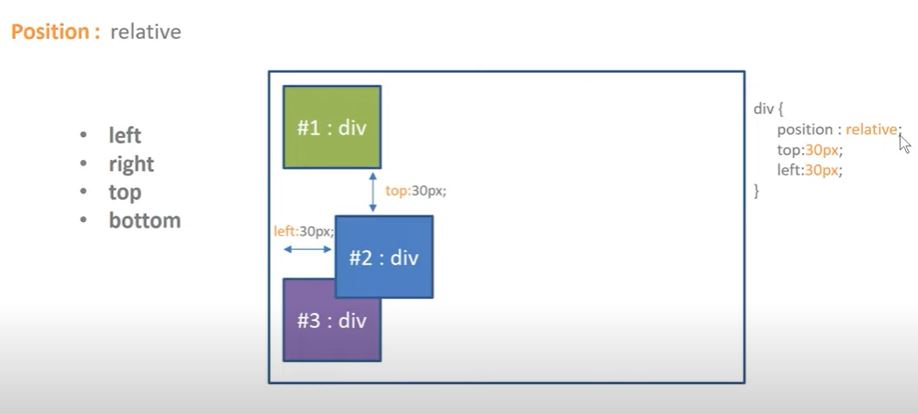 Position : relative
• left
• right
• top
• bottom
#1 : div
top:30px;
left:30px;
#2 : div
#3 : div
div {
position : relative;
top:30px;
left:30px;
}